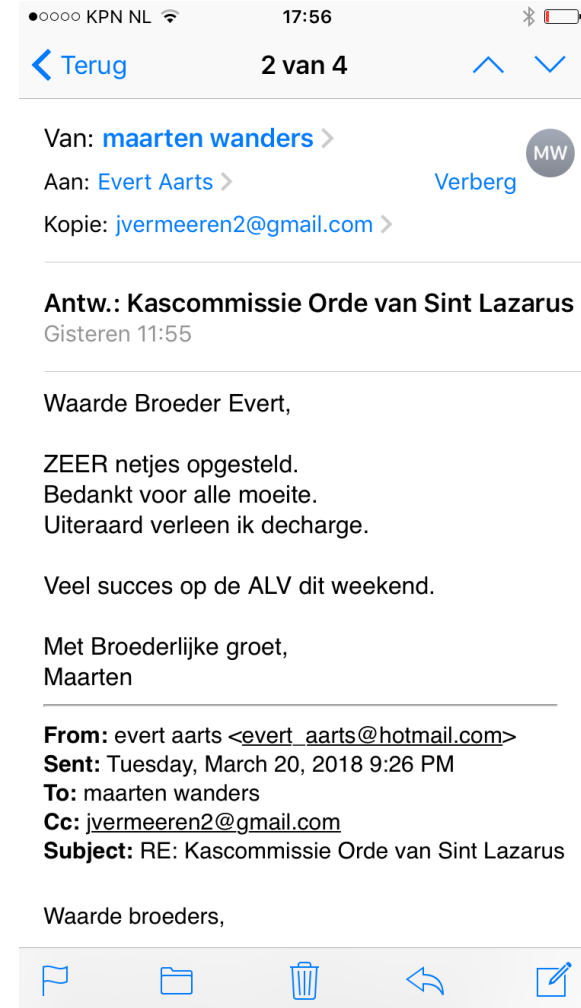 KPN NL 17:56
Terug 2 van 4
Van: maarten wanders
MW
Aan: Evert Aarts Verberg
Kopie: jvermeeren2@gmail.com
Antw.: Kascommissie Orde van Sint Lazarus
Gisteren 11:55
Waarde Broeder Evert,
ZEER netjes opgesteld.
Bedankt voor alle moeite.
Uiteraard verleen ik decharge.
Veel succes op de ALV dit weekend.
Met Broederlijke groet,
Maarten
From: evert aarts <evert_aarts@hotmail.com>
Sent: Tuesday, March 20, 2018 9:26 PM
To: maarten wanders
Cc: jvermeeren2@gmail.com
Subject: RE: Kascommissie Orde van Sint Lazarus
Waarde broeders,